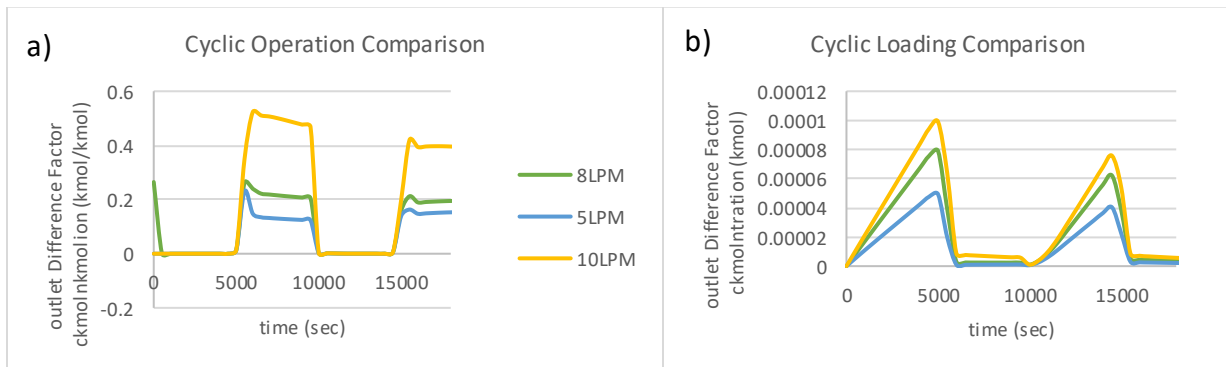 a)
Cyclic Operation Comparison
outlet Difference Factor
ckmolnkmolion (kmol/kmol)
0.6
0.4
0.2
0
-0.2
0
5000
10000
15000
time (sec)
8LPM
5LPM
10LPM
b)
Cyclic Loading Comparison
outlet Difference Factor
ckmolntration (kmol)
0.00012
0.0001
0.00008
0.00006
0.00004
0.00002
0
0
5000
10000
15000
time (sec)